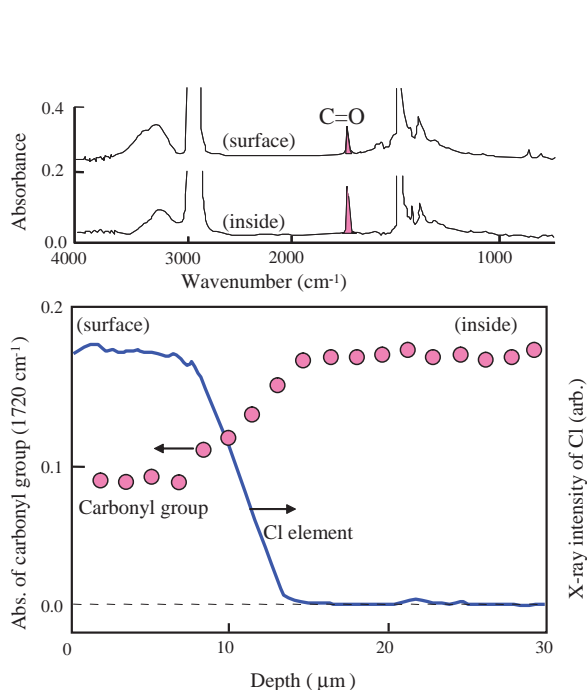 0.4
C=O
(surface)
0.2
(inside)
0.0
Absorbance
4000 3000 2000 1000
Wavenumber (cm-1)
0.2
(surface) (inside)
0.1
Carbonyl group
Cl element
0.0
0 10 20 30
Depth ( μm )
Abs. of carbonyl group (1720 cm-1)
X-ray intensity of Cl (arb.)